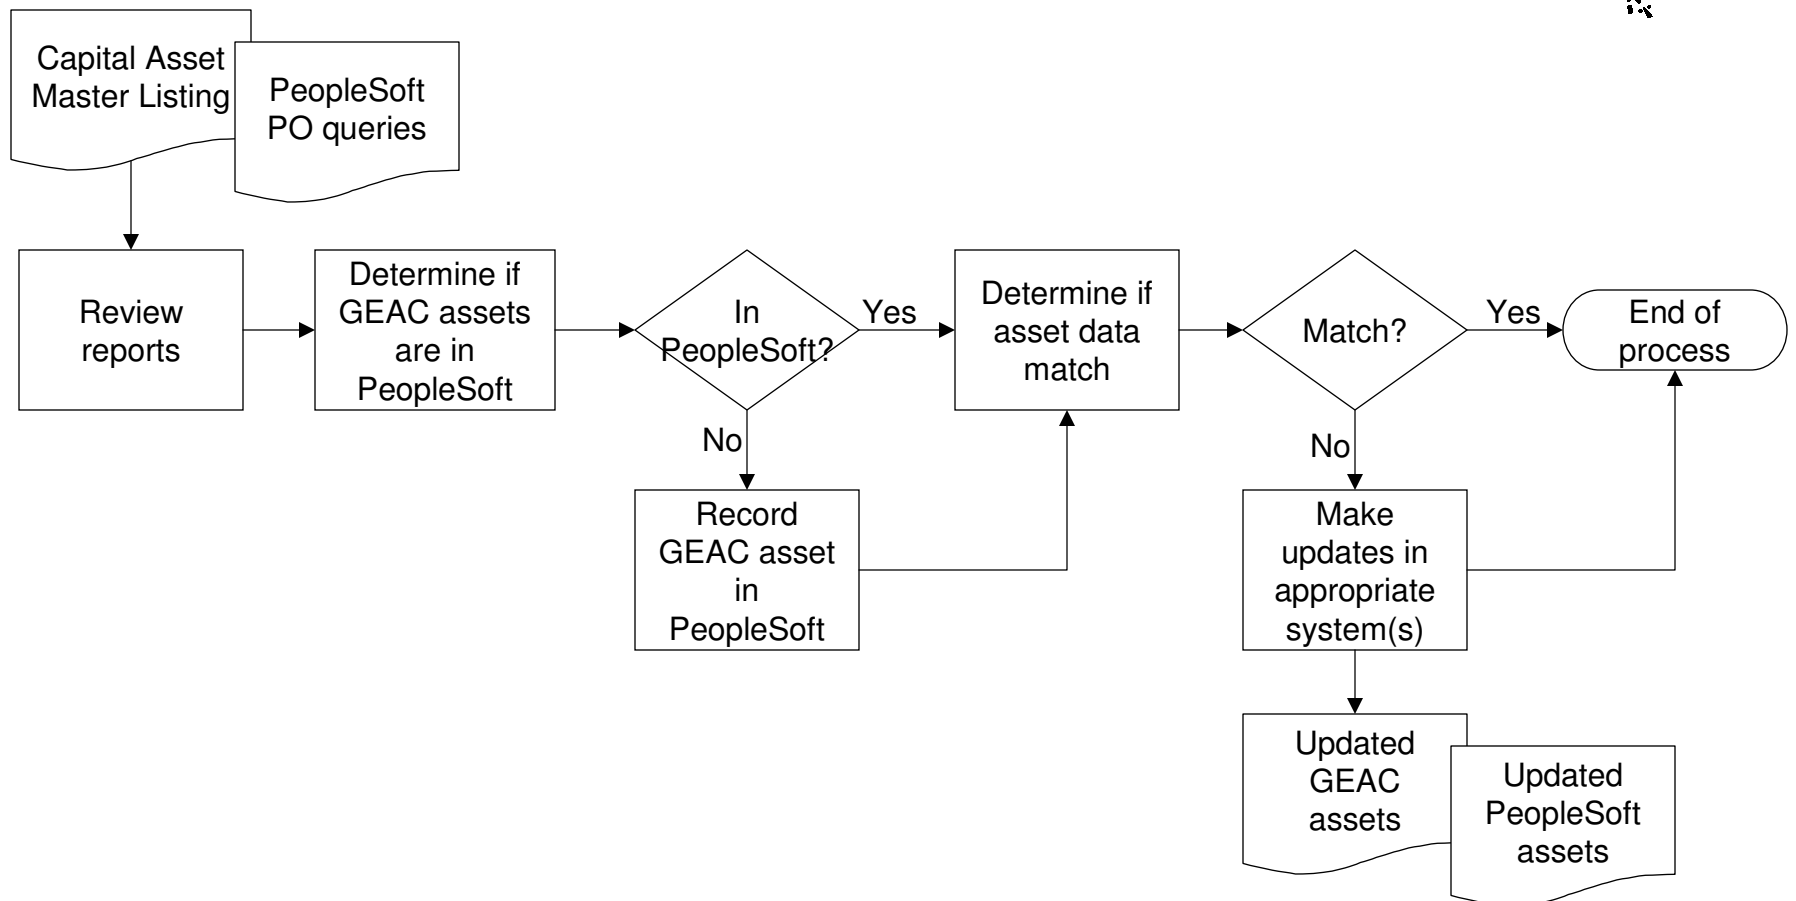 Capital Asset
Master Listing
PeopleSoft
PO queries
Review
reports
Determine if
GEAC assets
are in
PeopleSoft
In
PeopleSoft?
Yes
No
Record
GEAC asset
in
PeopleSoft
Determine if
asset data
match
Match?
Yes
No
End of
process
Make
updates in
appropriate
system(s)
Updated
GEAC
assets
Updated
PeopleSoft
assets